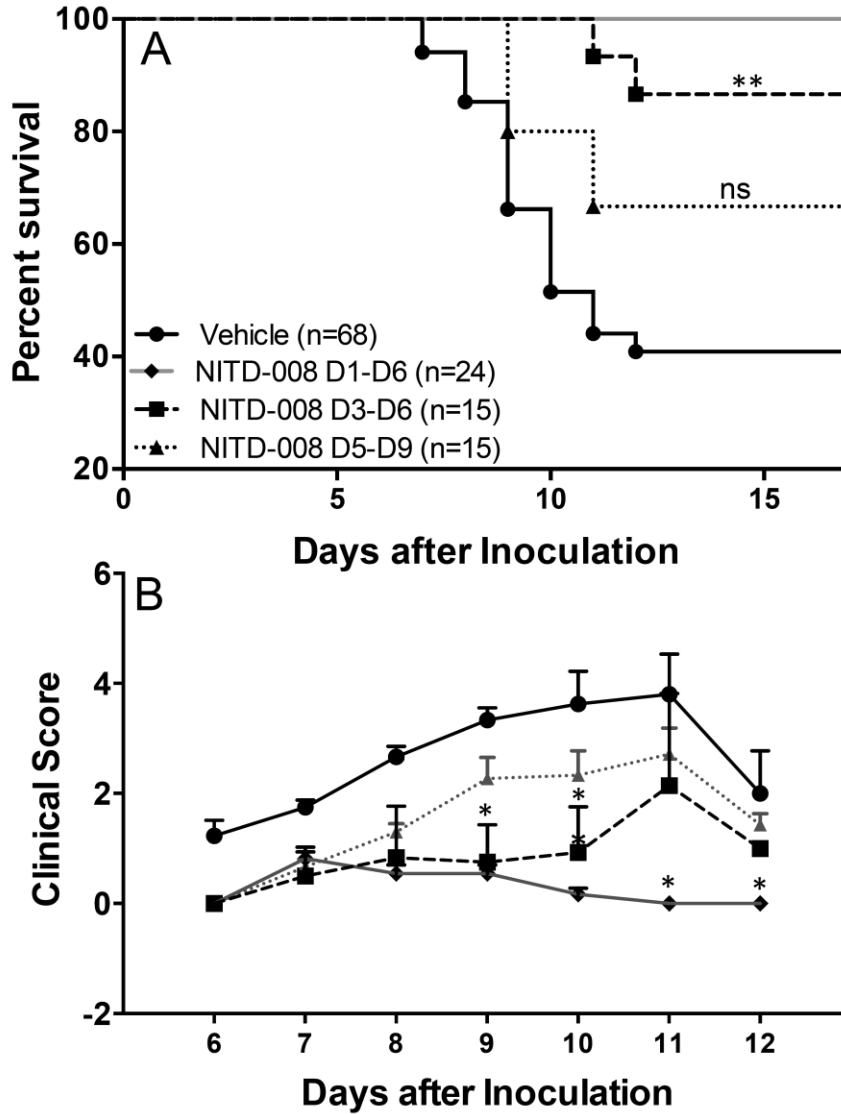 A
100
80
60
40
20
Percent survival
**
ns
Vehicle (n=68)
NITD-008 D1-D6 (n=24)
NITD-008 D3-D6 (n=15)
NITD-008 D5-D9 (n=15)
0 5 10 15
Days after Inoculation
B
6
4
2
0
-2
Clinical Score
*
*
*
*
*
6 7 8 9 10 11 12
Days after Inoculation